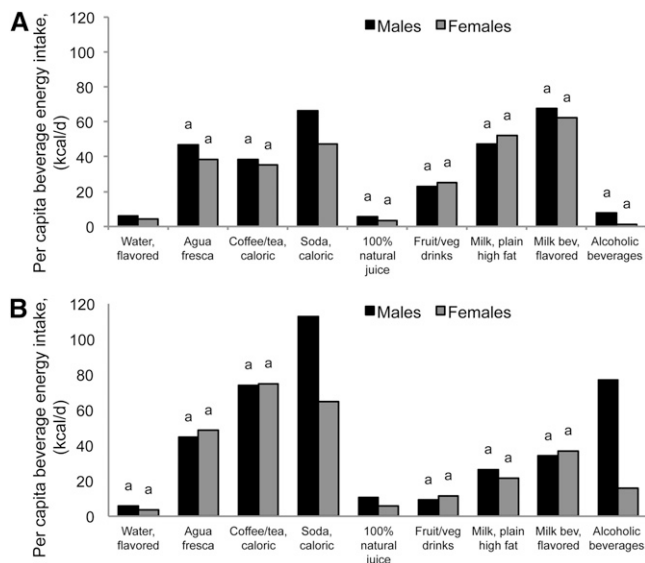 A
Per capita beverage energy intake,
(kcal/d)
Males Females
120
100
80
60
40
20
0
a a a a a a a a a a a a a a
Water,
flavored
Agua
fresca
Coffee/tea,
caloric
Soda,
caloric
100%
natural
juice
Fruit/veg
drinks
Milk, plain
high fat
Milk bev,
flavored
Alcoholic
beverages
B
Per capita beverage energy intake,
(kcal/d)
Males Females
120
100
80
60
40
20
0
a a a a a a a a a a a a
Water,
flavored
Agua
fresca
Coffee/tea,
caloric
Soda,
caloric
100%
natural
juice
Fruit/veg
drinks
Milk, plain
high fat
Milk bev,
flavored
Alcoholic
beverages